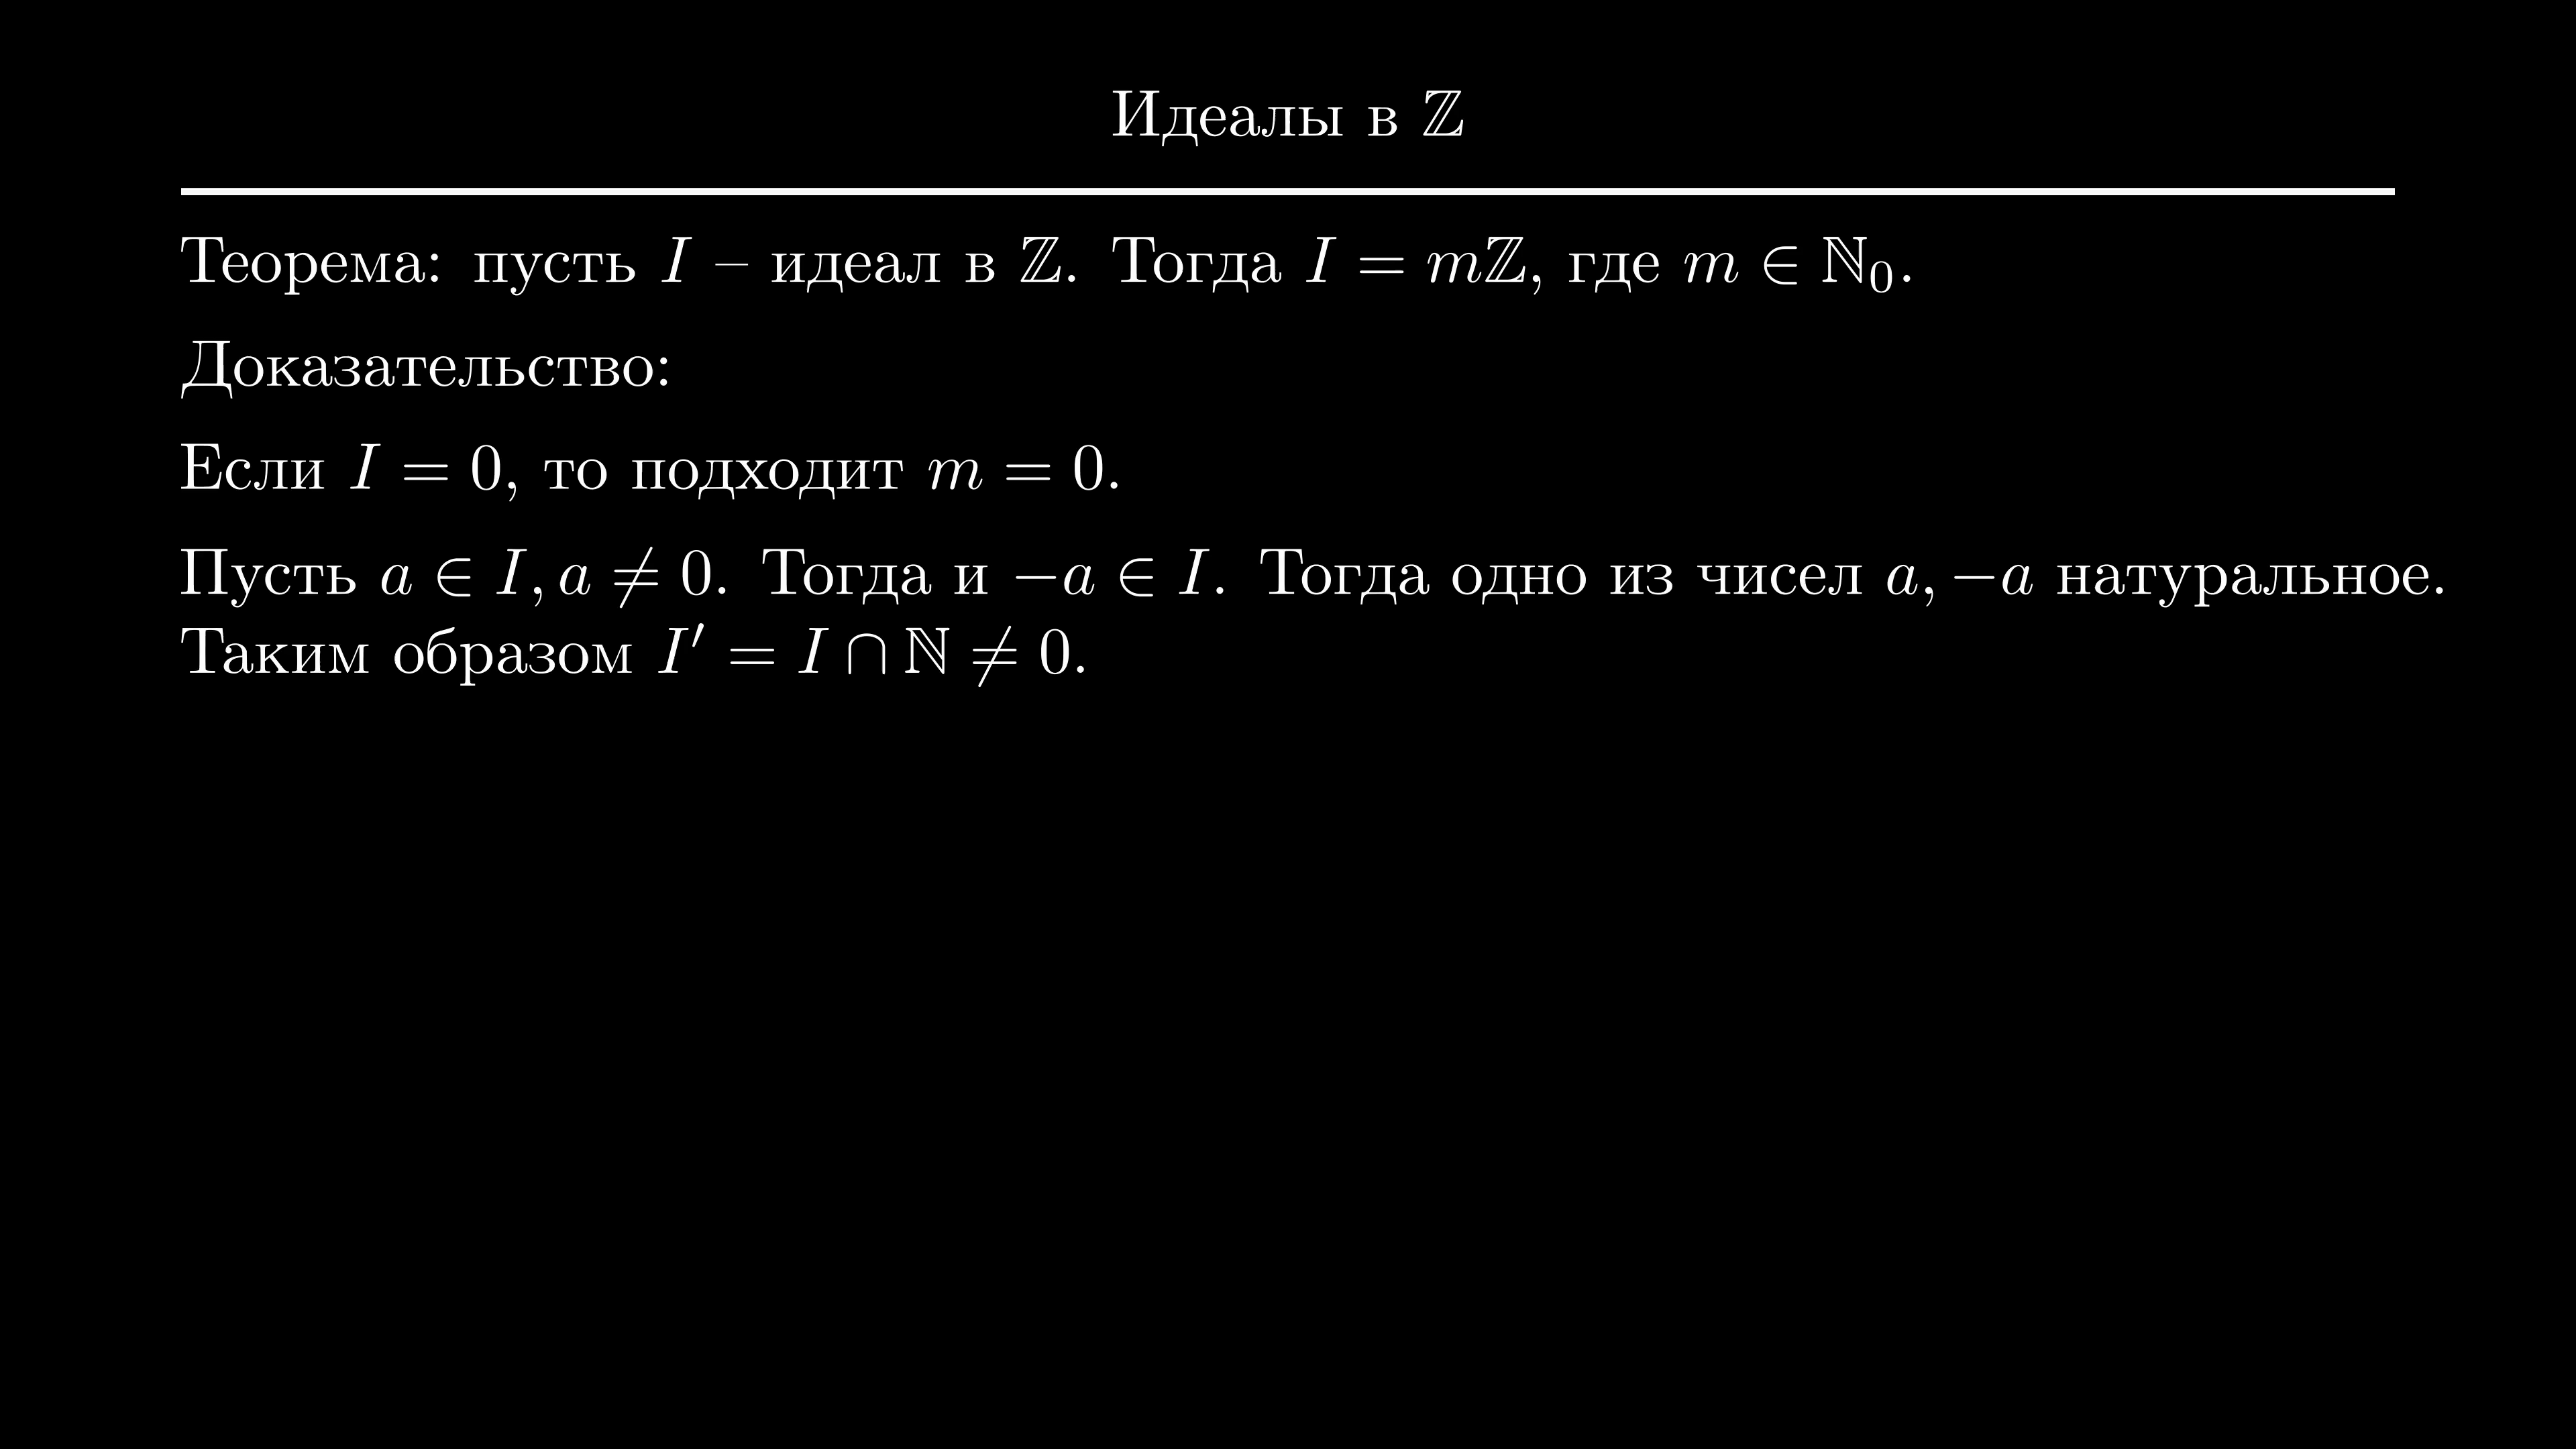 Идеалы в ℤ
Теорема: пусть I – идеал в ℤ. Тогда I = mℤ, где m ∈ ℕ₀.
Доказательство:
Если I = 0, то подходит m = 0.
Пусть a ∈ I, a ≠ 0. Тогда и −a ∈ I. Тогда одно из чисел a, −a натуральное.
Таким образом I′ = I ∩ ℕ ≠ 0.